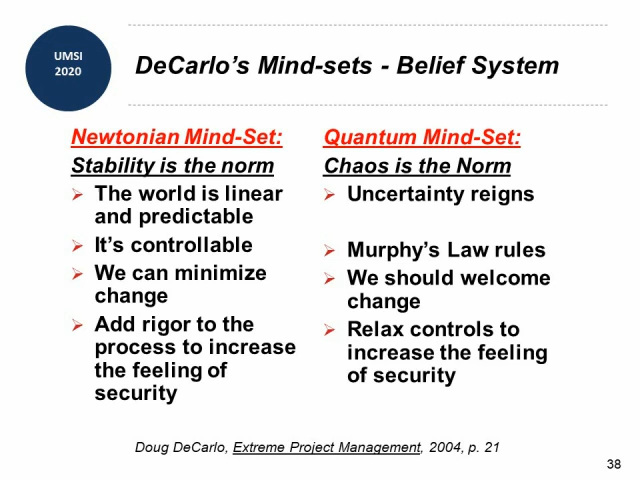 UMSI
2020
DeCarlo’s Mind-sets - Belief System
Newtonian Mind-Set:
Stability is the norm
The world is linear
and predictable
It’s controllable
We can minimize
change
Add rigor to the
process to increase
the feeling of
security
Quantum Mind-Set:
Chaos is the Norm
Uncertainty reigns
Murphy’s Law rules
We should welcome
change
Relax controls to
increase the feeling
of security
Doug DeCarlo, Extreme Project Management, 2004, p. 21
38